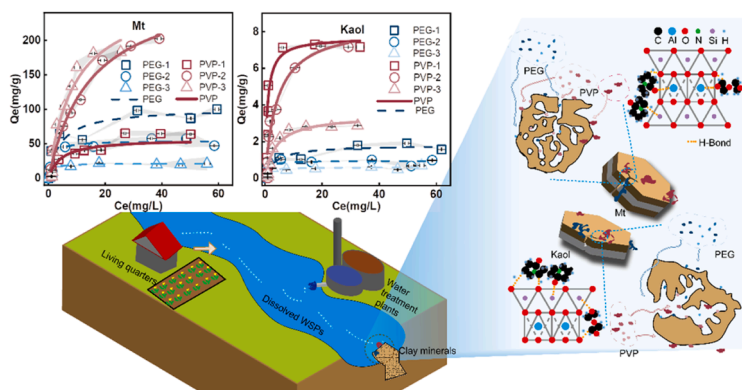 Mt
Qe(mg/g)
200
150
100
50
0
0
20
40
60
Ce(mg/L)
PEG-1
PEG-2
PEG-3
PEG
PVP-1
PVP-2
PVP-3
PVP
Kaol
Qe(mg/g)
8
6
4
2
0
0
20
40
60
Ce(mg/L)
PEG-1
PEG-2
PEG-3
PVP-1
PVP-2
PVP-3
PVP
PEG
Living quarters
Dissolved WSPs
Water
treatment
plants
Clay minerals
PEG
PVP
C Al O N Si H
H-Bond
Mt
Kaol
PEG
PVP